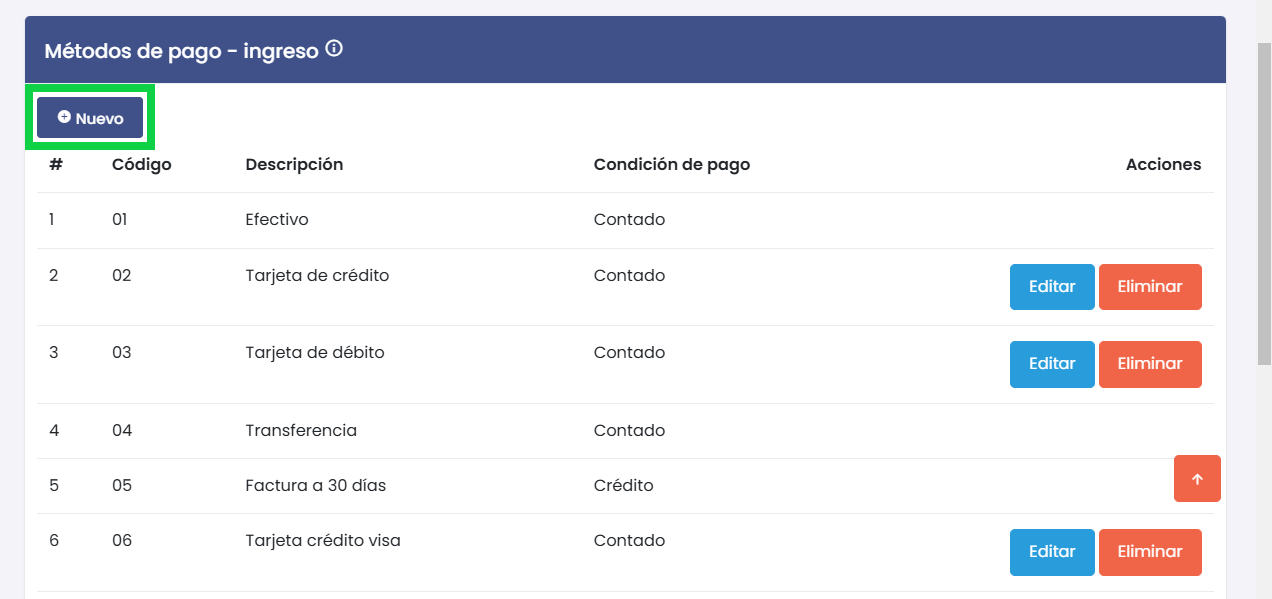 Métodos de pago - ingreso
Nuevo
# Código Descripción Condición de pago Acciones
1 01 Efectivo Contado
2 02 Tarjeta de crédito Contado Editar Eliminar
3 03 Tarjeta de débito Contado Editar Eliminar
4 04 Transferencia Contado
5 05 Factura a 30 días Crédito
6 06 Tarjeta crédito visa Contado Editar Eliminar